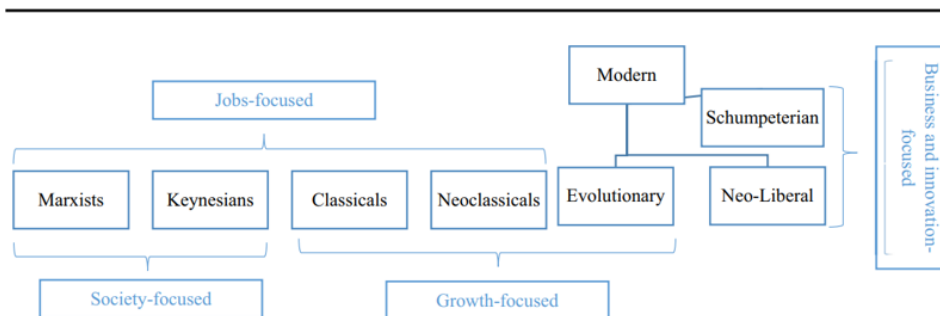 Modern
Jobs-focused
Schumpeterian
Business and innovation-
focused
Marxists
Keynesians
Classicals
Neoclassicals
Evolutionary
Neo-Liberal
Society-focused
Growth-focused